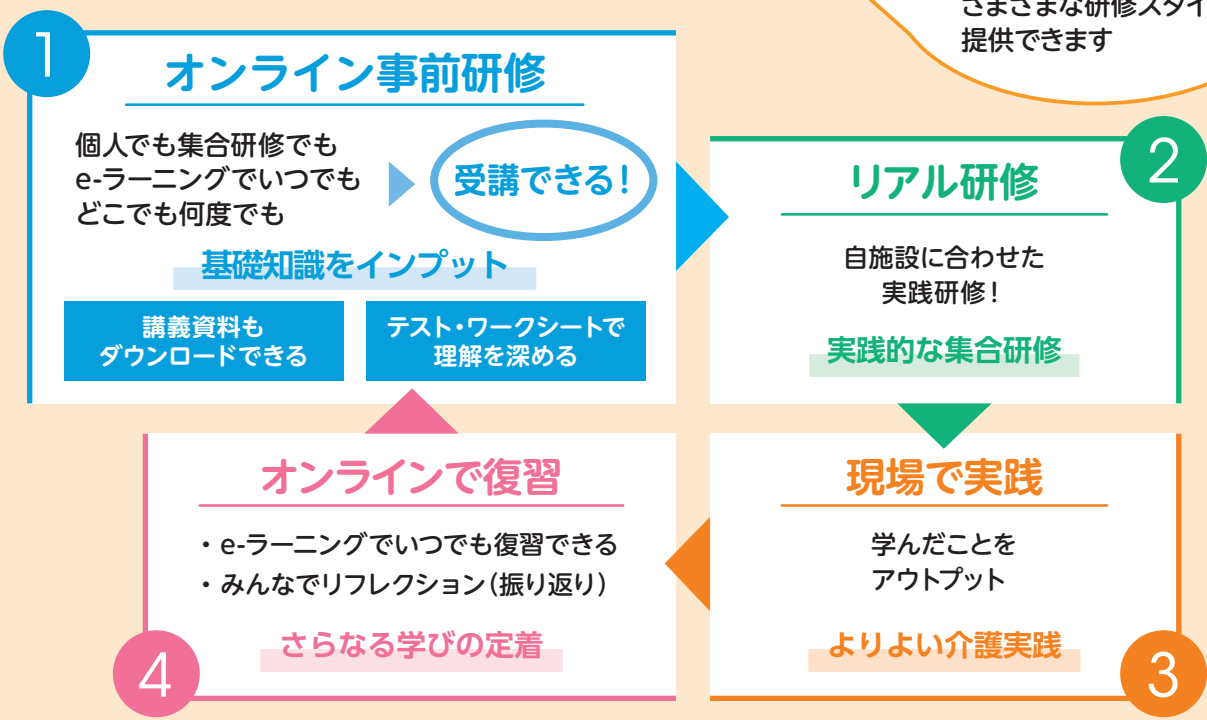 さまざまな研修スタイ
提供できます
1
オンライン事前研修
個人でも集合研修でも
e-ラーニングでいつでも
どこでも何度でも
受講できる！
基礎知識をインプット
講義資料も
ダウンロードできる
テスト・ワークシートで
理解を深める
2
リアル研修
自施設に合わせた
実践研修！
実践的な集合研修
現場で実践
学んだことを
アウトプット
よりよい介護実践
3
オンラインで復習
・e-ラーニングでいつでも復習できる
・みんなでリフレクション（振り返り）
さらなる学びの定着
4